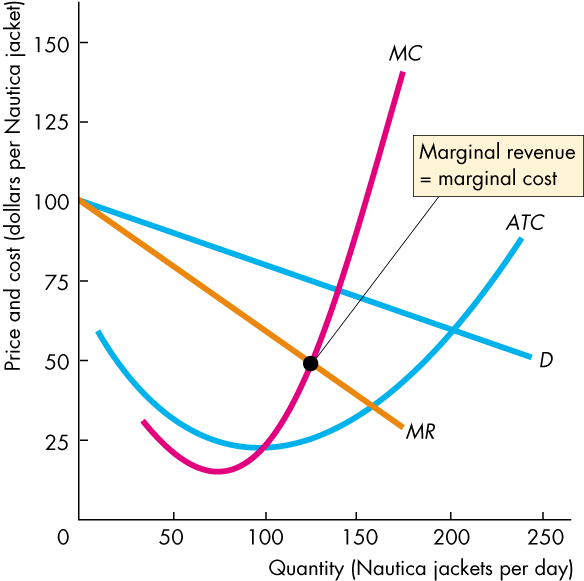 Price and cost (dollars per Nautica jacket)
150
125
100
75
50
25
0
50
100
150
200
250
Quantity (Nautica jackets per day)
MC
Marginal revenue
= marginal cost
ATC
D
MR